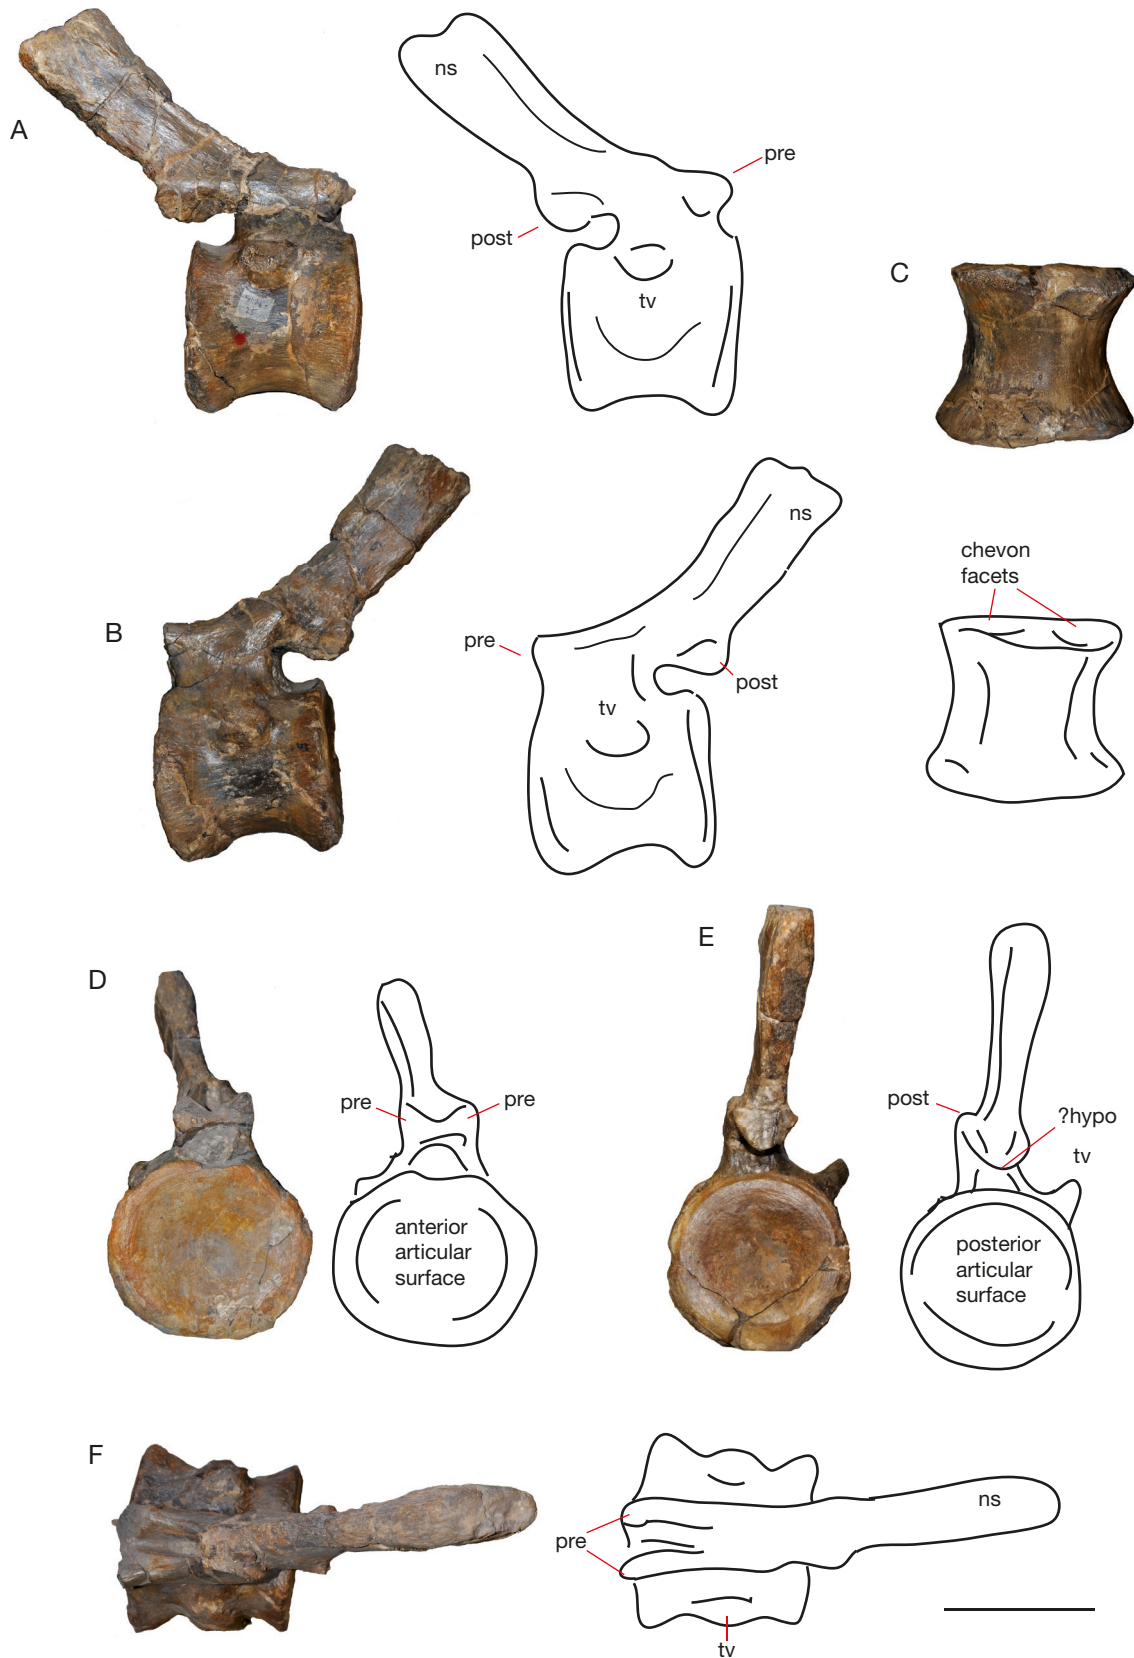 A
ns
pre
post
tv
C
B
ns
pre
post
tv
chevon
facets
D
pre
pre
anterior
articular
surface
E
post
?hypo
tv
posterior
articular
surface
F
pre
ns
tv